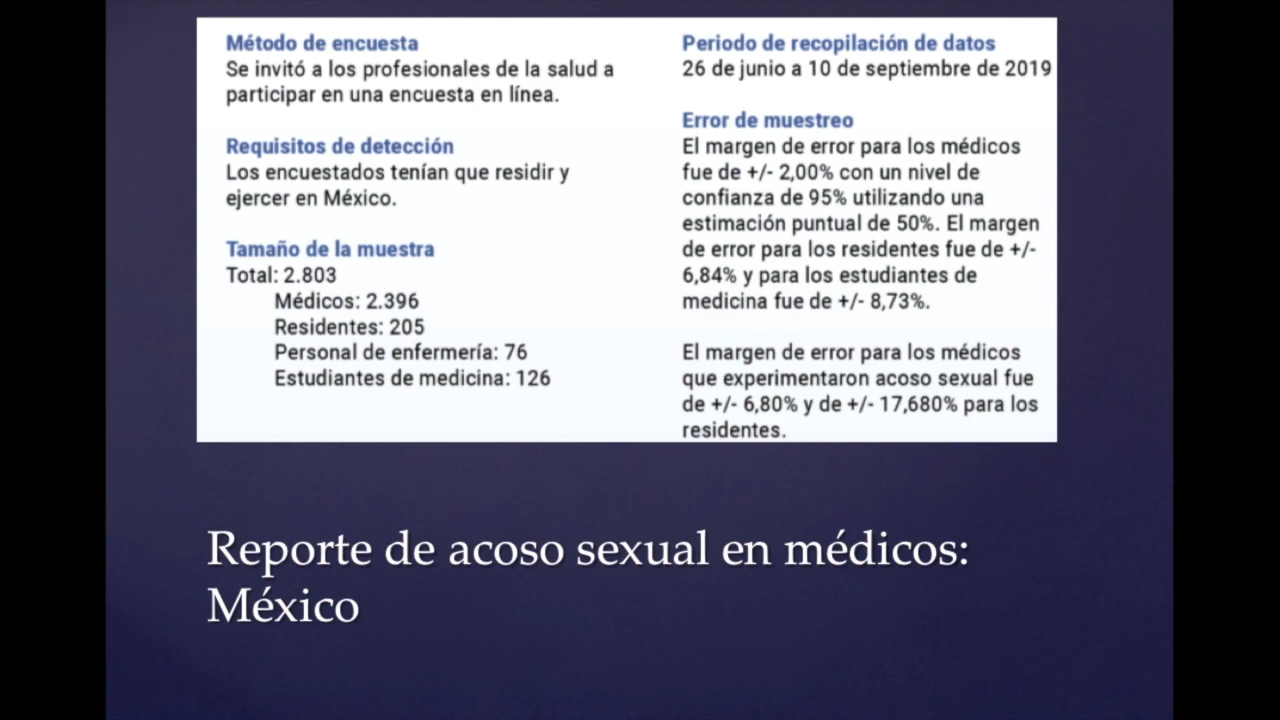 Método de encuesta
Se invitó a los profesionales de la salud a
participar en una encuesta en línea.
Requisitos de detección
Los encuestados tenían que residir y
ejercer en México.
Tamaño de la muestra
Total: 2.803
Médicos: 2.396
Residentes: 205
Personal de enfermería: 76
Estudiantes de medicina: 126
Periodo de recopilación de datos
26 de junio a 10 de septiembre de 2019
Error de muestreo
El margen de error para los médicos
fue de +/- 2,00% con un nivel de
confianza de 95% utilizando una
estimación puntual de 50%. El margen
de error para los residentes fue de +/-
6,84% y para los estudiantes de
medicina fue de +/- 8,73%.
El margen de error para los médicos
que experimentaron acoso sexual fue
de +/- 6,80% y de +/- 17,680% para los
residentes.
Reporte de acoso sexual en médicos:
México